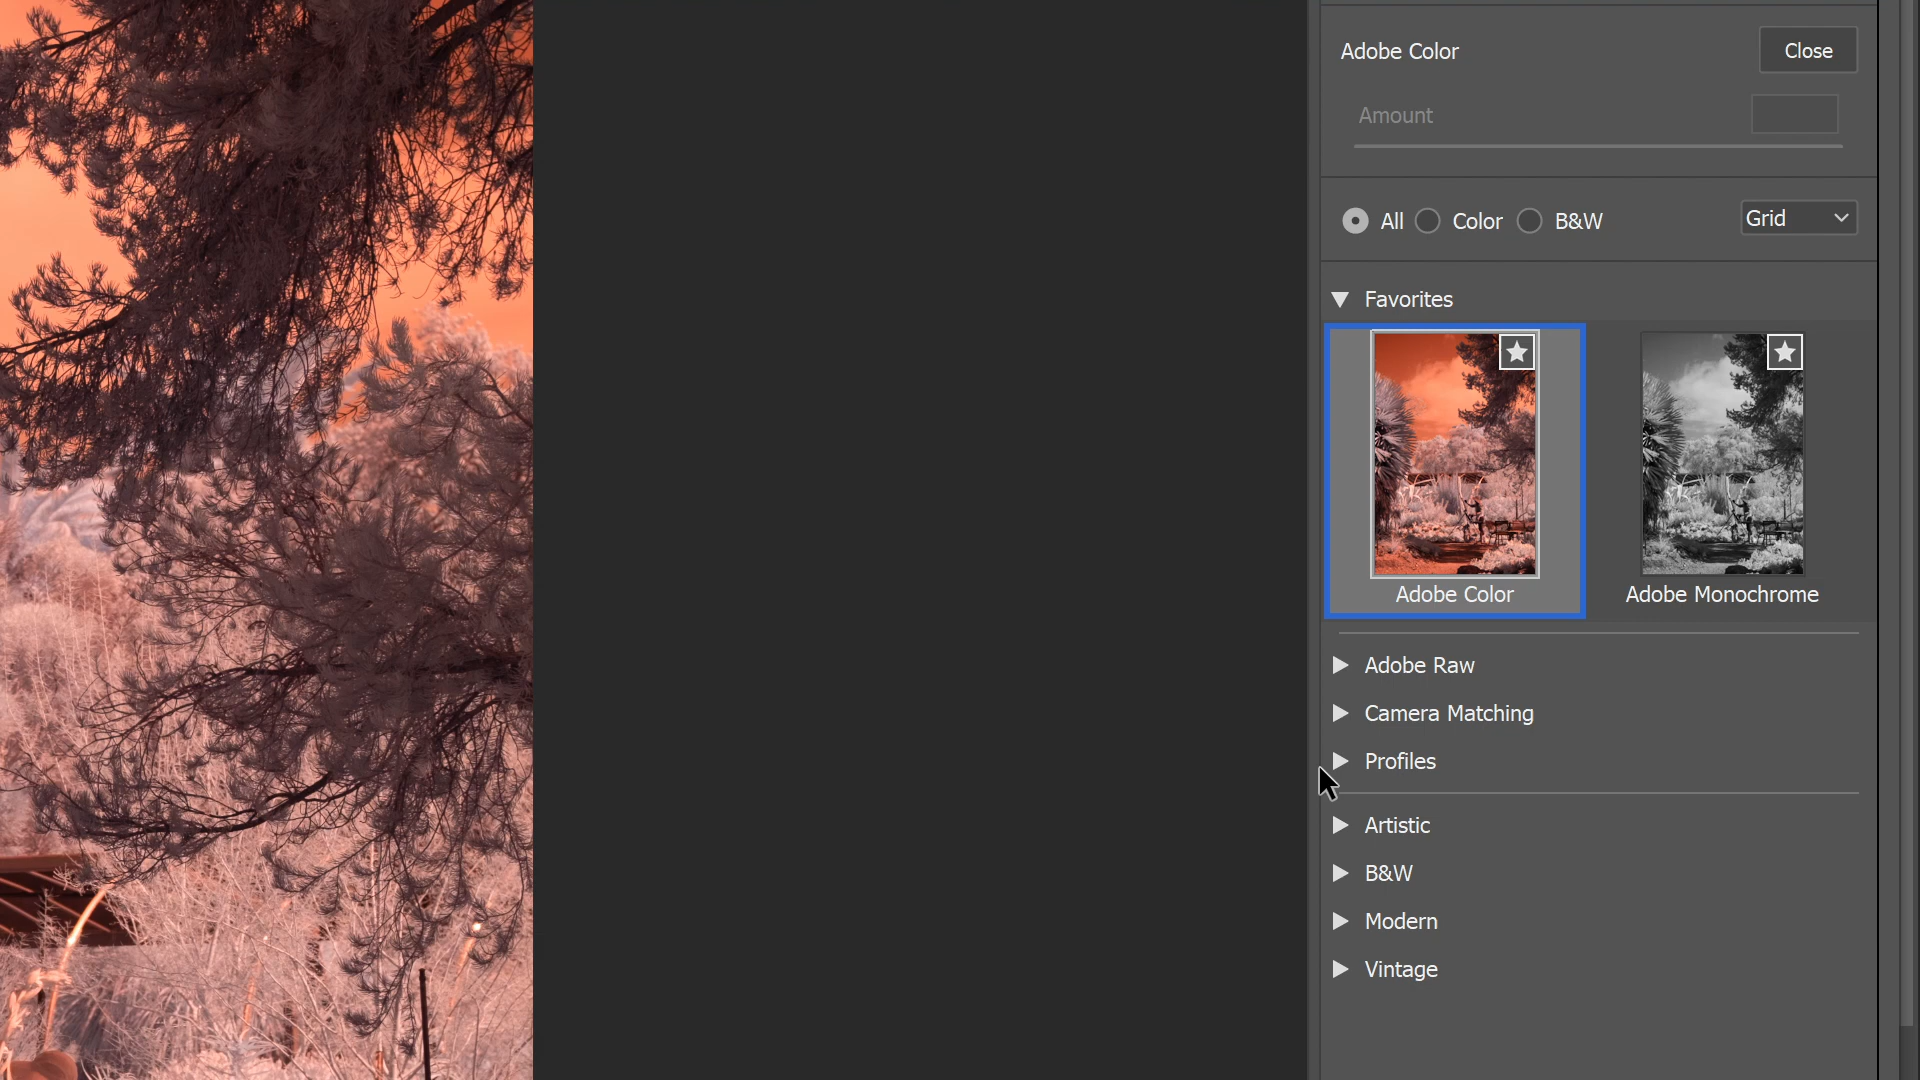 Adobe Color
Close
Amount
All
Color
B&W
Grid
Favorites
Adobe Color
Adobe Monochrome
Adobe Raw
Camera Matching
Profiles
Artistic
B&W
Modern
Vintage